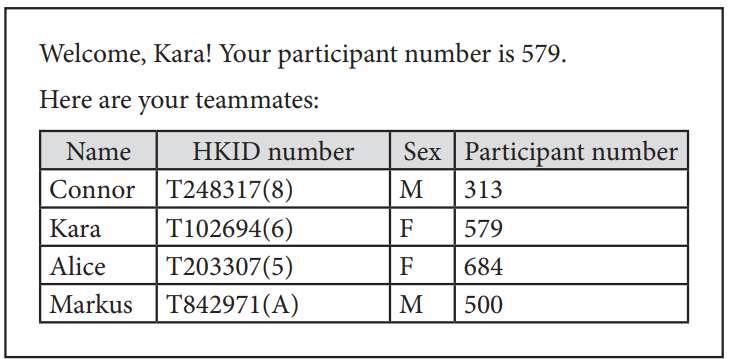 Welcome, Kara! Your participant number is 579.
Here are your teammates:
Name HKID number Sex Participant number
Connor T248317(8) M 313
Kara T102694(6) F 579
Alice T203307(5) F 684
Markus T842971(A) M 500